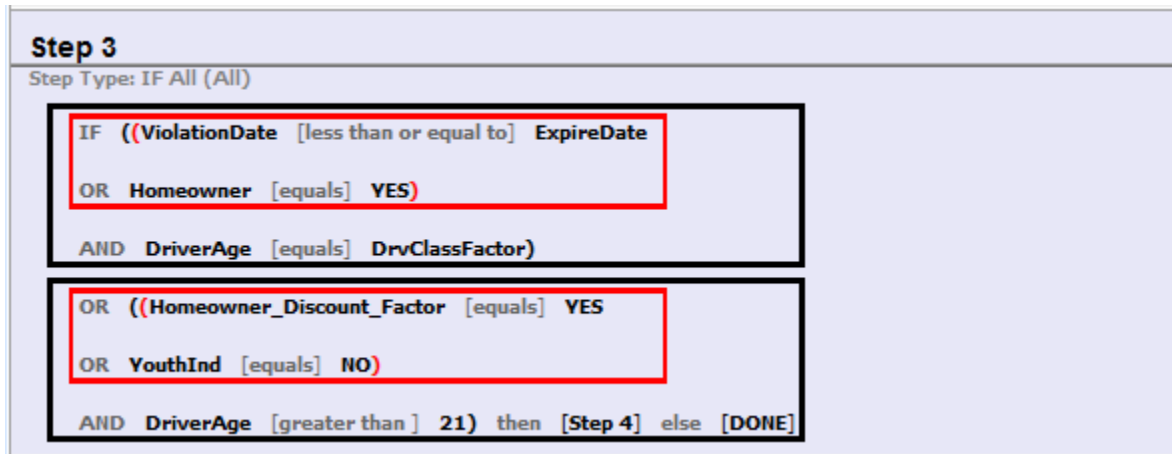 Step 3
Step Type: IF All (All)
IF ((ViolationDate [less than or equal to] ExpireDate
OR Homeowner [equals] YES)
AND DriverAge [equals] DrvClassFactor)
OR ((Homeowner_Discount_Factor [equals] YES
OR YouthInd [equals] NO)
AND DriverAge [greater than ] 21) then [Step 4] else [DONE]